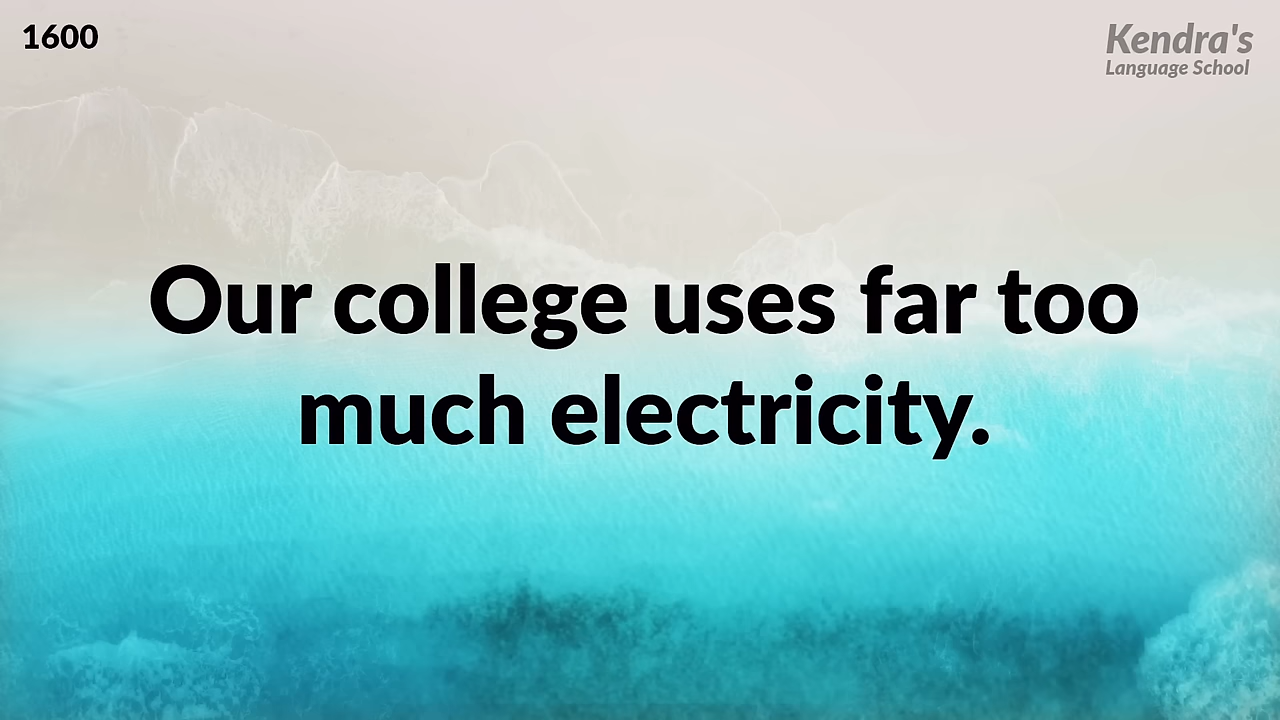 1600
Kendra's
Language School
Our college uses far too
much electricity.